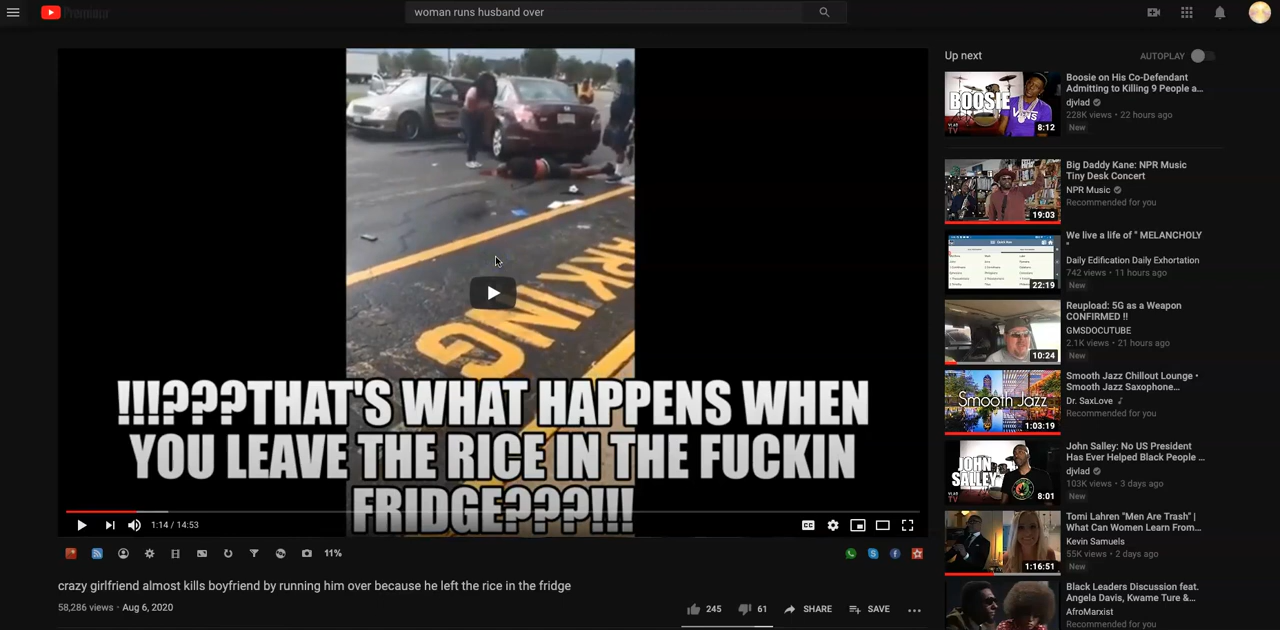 Premium
woman runs husband over
!!!???THAT'S WHAT HAPPENS WHEN
YOU LEAVE THE RICE IN THE FUCKIN
FRIDGE???!!!
1:14 / 14:53
CC
11%
crazy girlfriend almost kills boyfriend by running him over because he left the rice in the fridge
58,286 views • Aug 6, 2020
245
61
SHARE
SAVE
Up next
AUTOPLAY
BOOSIE
8:12
Boosie on His Co-Defendant
Admitting to Killing 9 People a...
djvlad
228K views • 22 hours ago
New
19:03
Big Daddy Kane: NPR Music
Tiny Desk Concert
NPR Music
Recommended for you
22:19
We live a life of " MELANCHOLY
"
Daily Edification Daily Exhortation
742 views • 11 hours ago
New
10:24
Reupload: 5G as a Weapon
CONFIRMED !!
GMSDOCUTUBE
2.1K views • 21 hours ago
New
Smooth Jazz
1:03:19
Smooth Jazz Chillout Lounge •
Smooth Jazz Saxophone...
Dr. SaxLove
Recommended for you
JOHN
SALLEY
8:01
John Salley: No US President
Has Ever Helped Black People ...
djvlad
103K views • 3 days ago
New
1:16:51
Tomi Lahren "Men Are Trash" |
What Can Women Learn From...
Kevin Samuels
55K views • 2 days ago
New
Black Leaders Discussion feat.
Angela Davis, Kwame Ture &...
AfroMarxist
Recommended for you